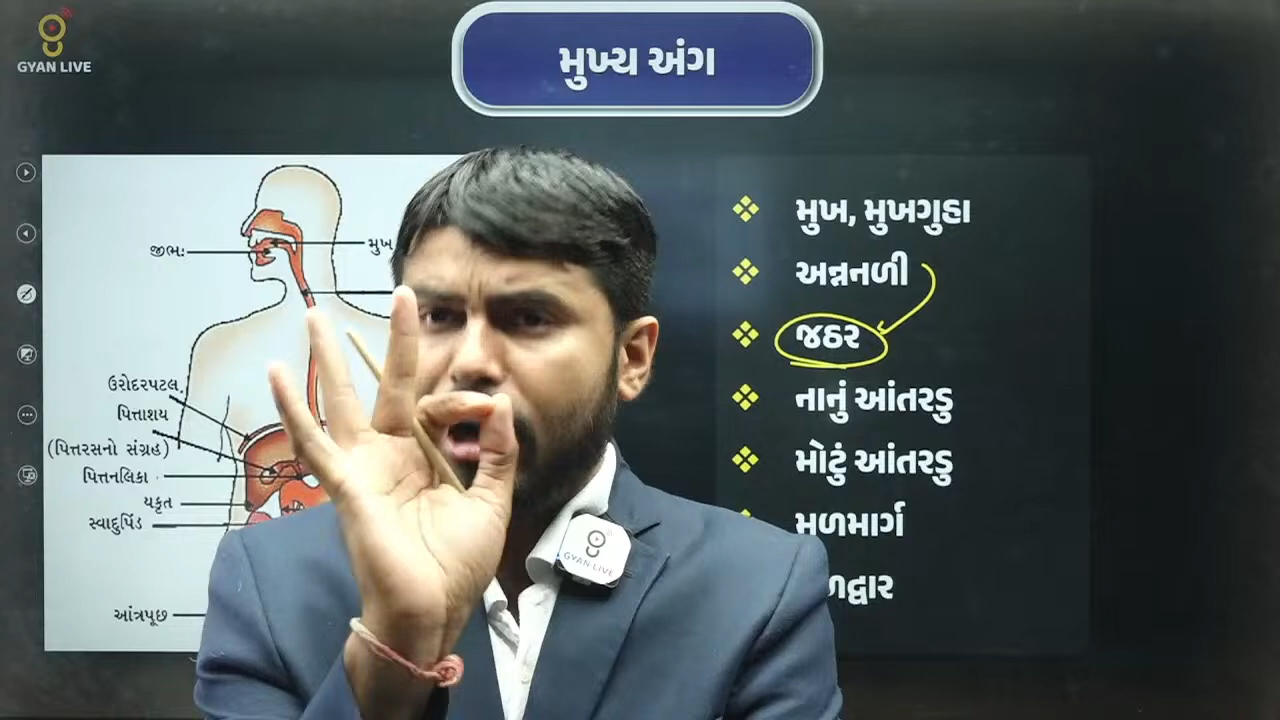 GYAN LIVE
મુખ્ય અંગ
જીભ
મુખ
ઉરોદરપટલ
પિત્તાશય
(પિત્તરસનો સંગ્રહ)
પિત્તનલિકા
યકૃત
સ્વાદુપિંડ
આંત્રપૂછ
મુખ, મુખગુહા
અન્નનળી
જઠર
નાનું આંતરડુ
મોટું આંતરડુ
મળમાર્ગ
GYAN LIVE